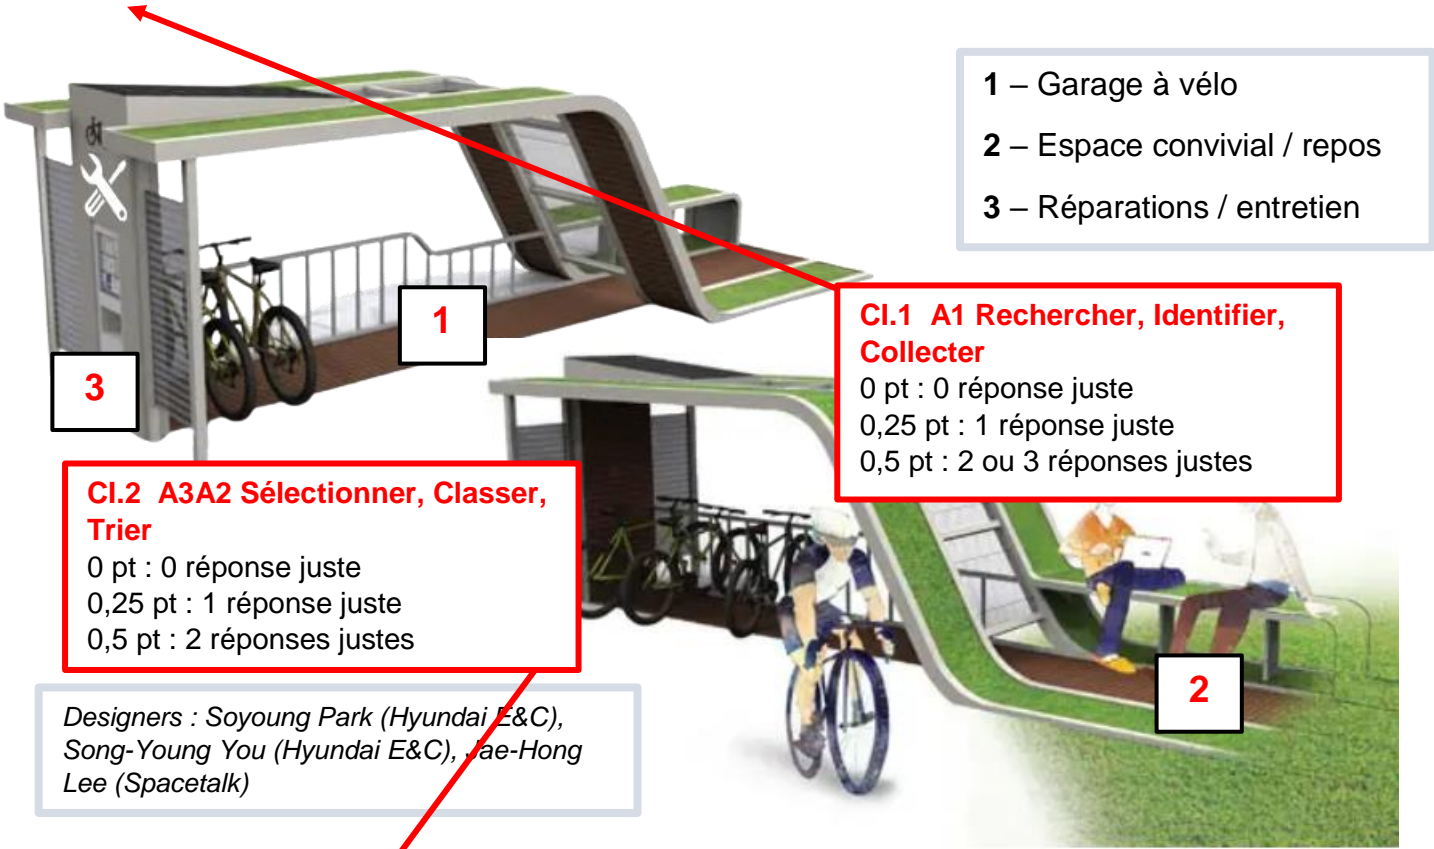 1 – Garage à vélo
2 – Espace convivial / repos
3 – Réparations / entretien
1
3
CI.1 A1 Rechercher, Identifier,
Collecter
0 pt : 0 réponse juste
0,25 pt : 1 réponse juste
0,5 pt : 2 ou 3 réponses justes
CI.2 A3A2 Sélectionner, Classer,
Trier
0 pt : 0 réponse juste
0,25 pt : 1 réponse juste
0,5 pt : 2 réponses justes
2
Designers : Soyoung Park (Hyundai E&C),
Song-Young You (Hyundai E&C), Jae-Hong
Lee (Spacetalk)